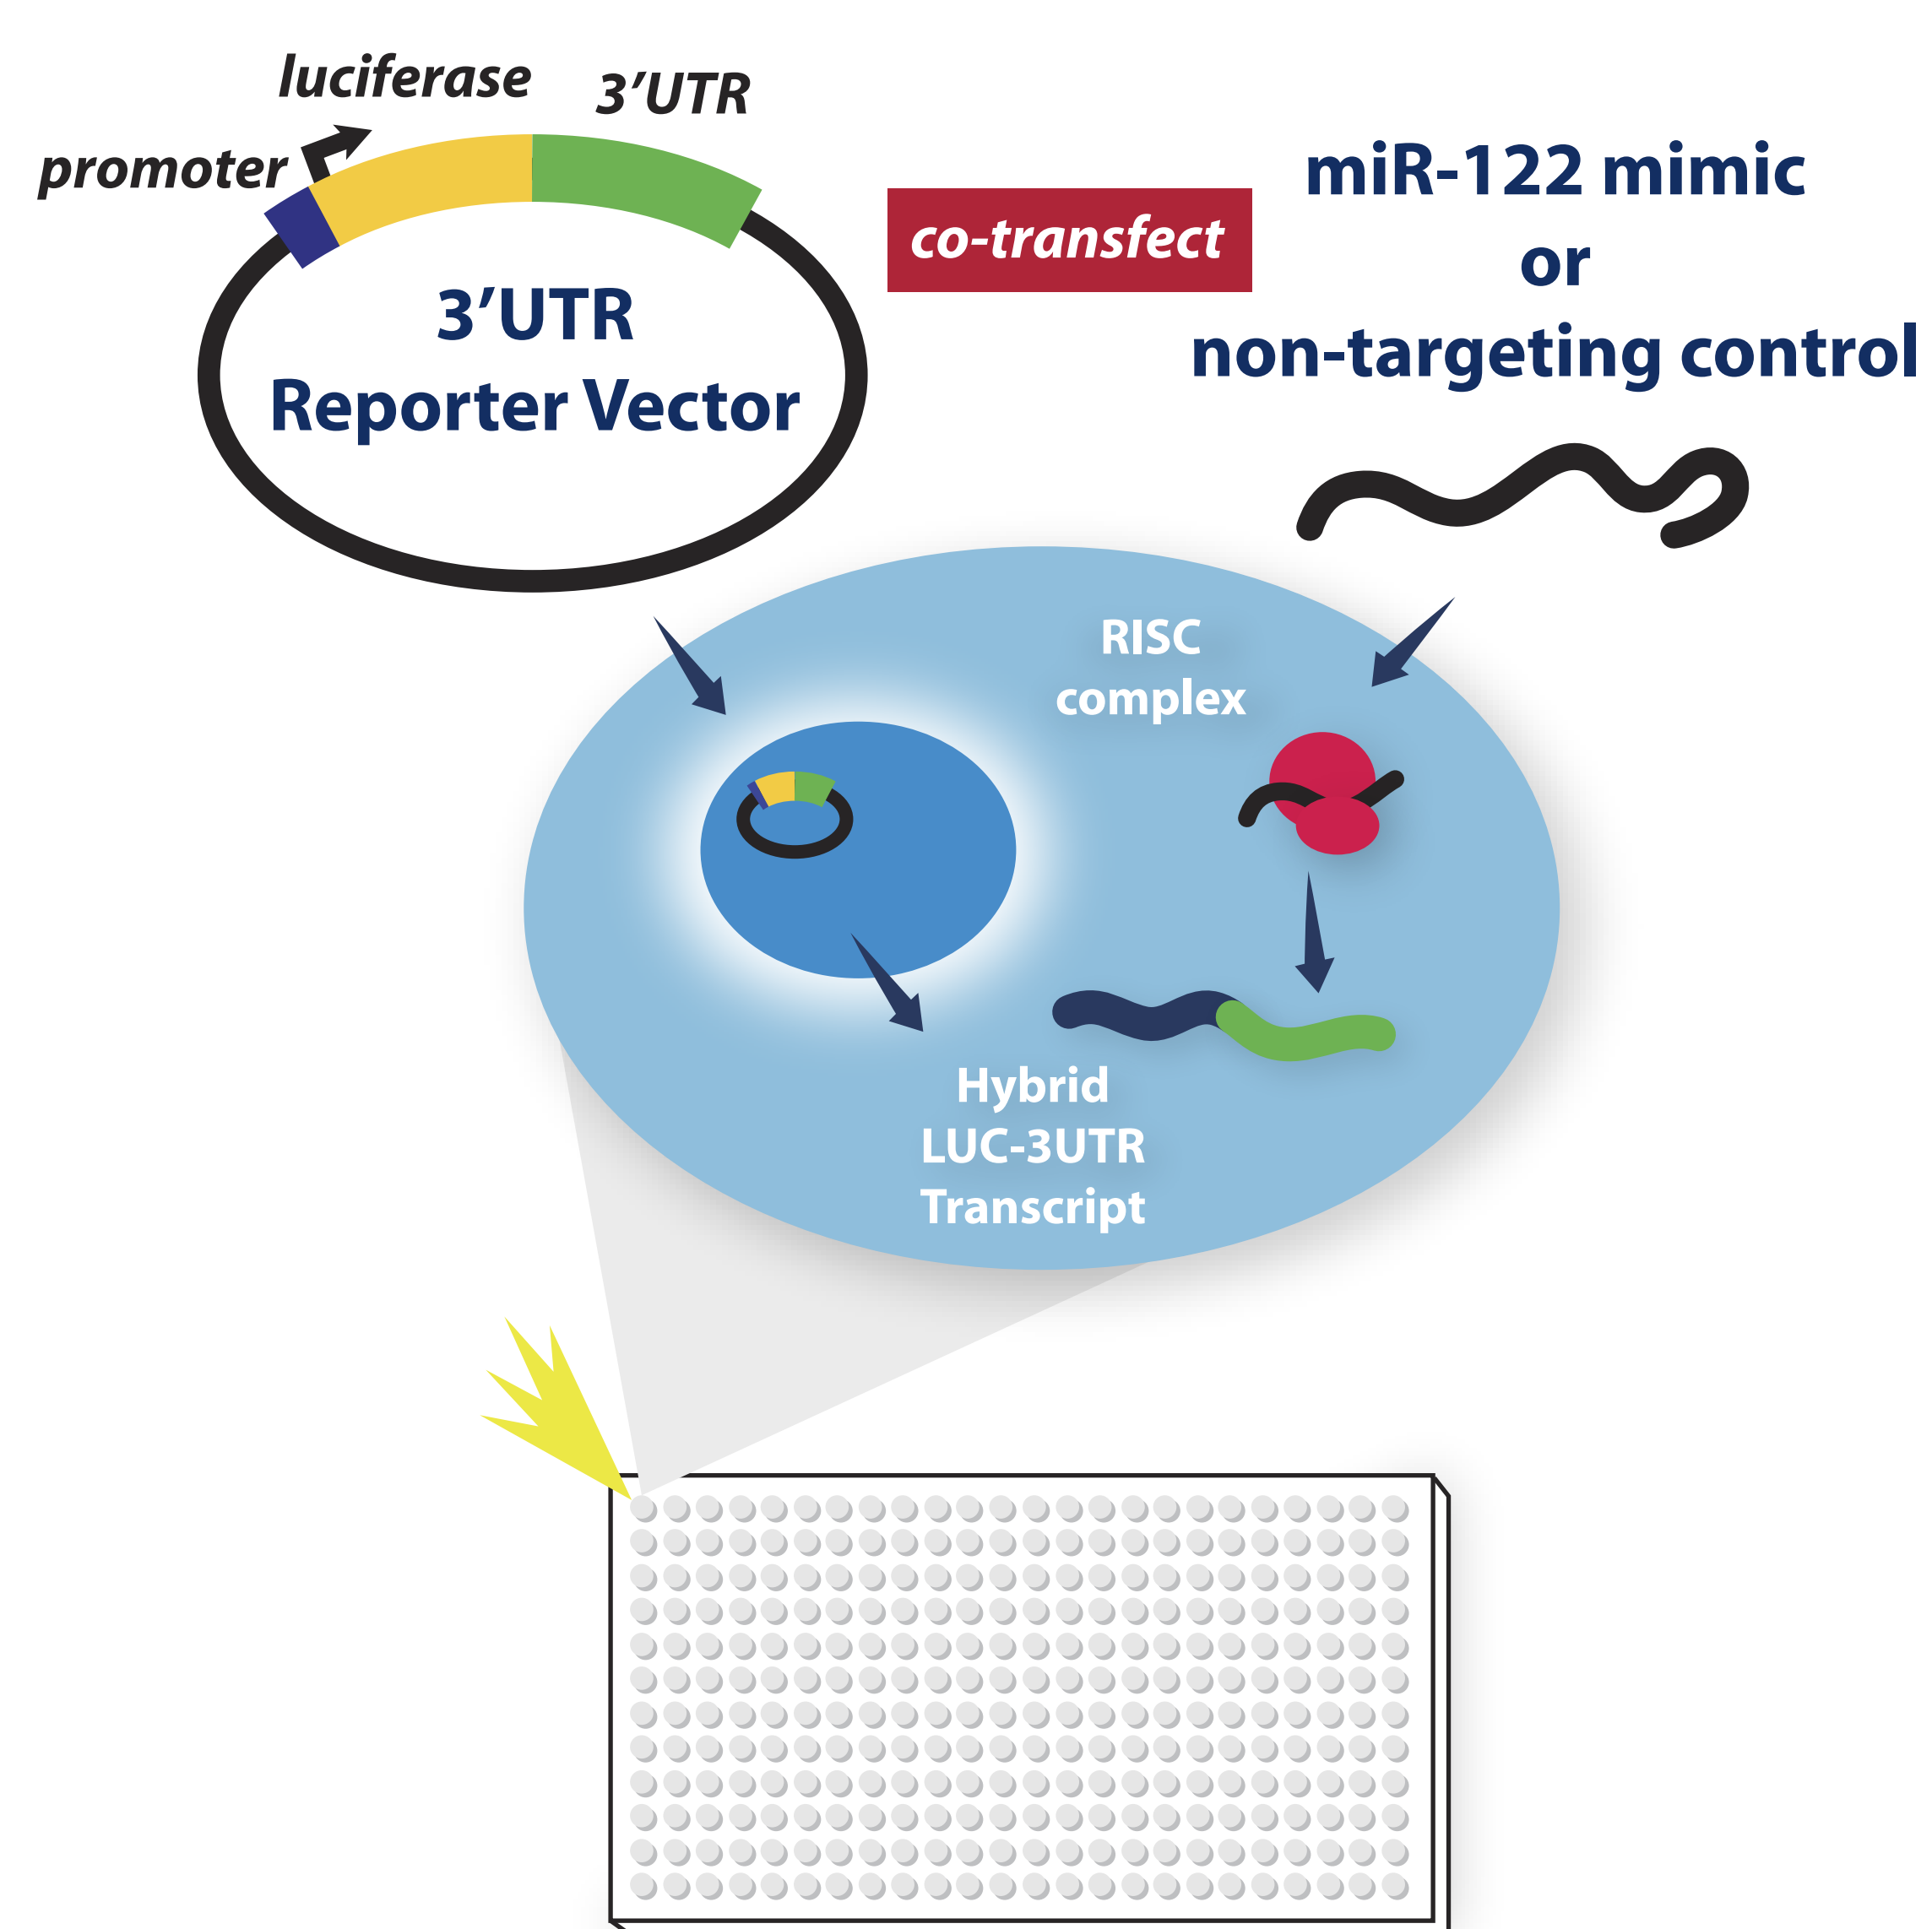 luciferase
3’UTR
promoter
3’UTR
Reporter Vector
co-transfect
miR-122 mimic
or
non-targeting control
RISC
complex
Hybrid
LUC-3UTR
Transcript